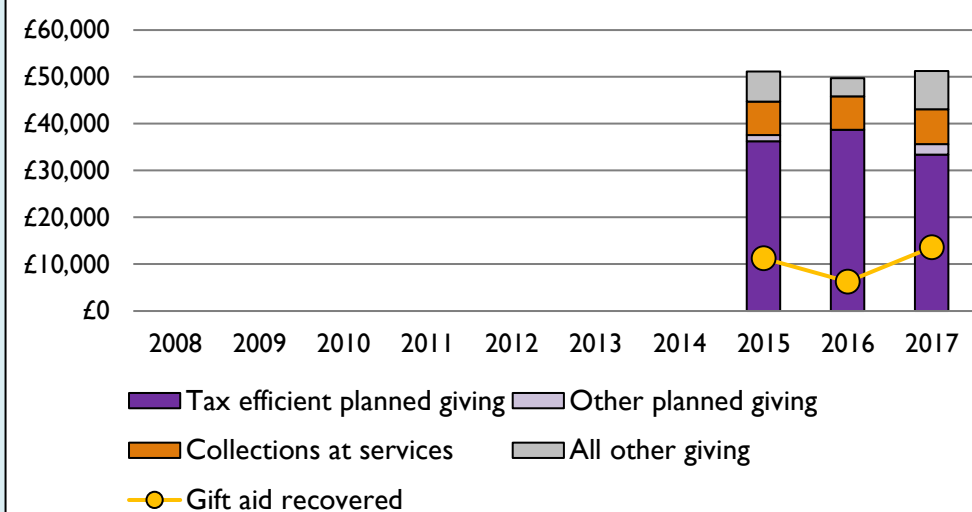 £60,000
£50,000
£40,000
£30,000
£20,000
£10,000
£0
2008 2009 2010 2011 2012 2013 2014 2015 2016 2017
Tax efficient planned giving Other planned giving
Collections at services All other giving
Gift aid recovered